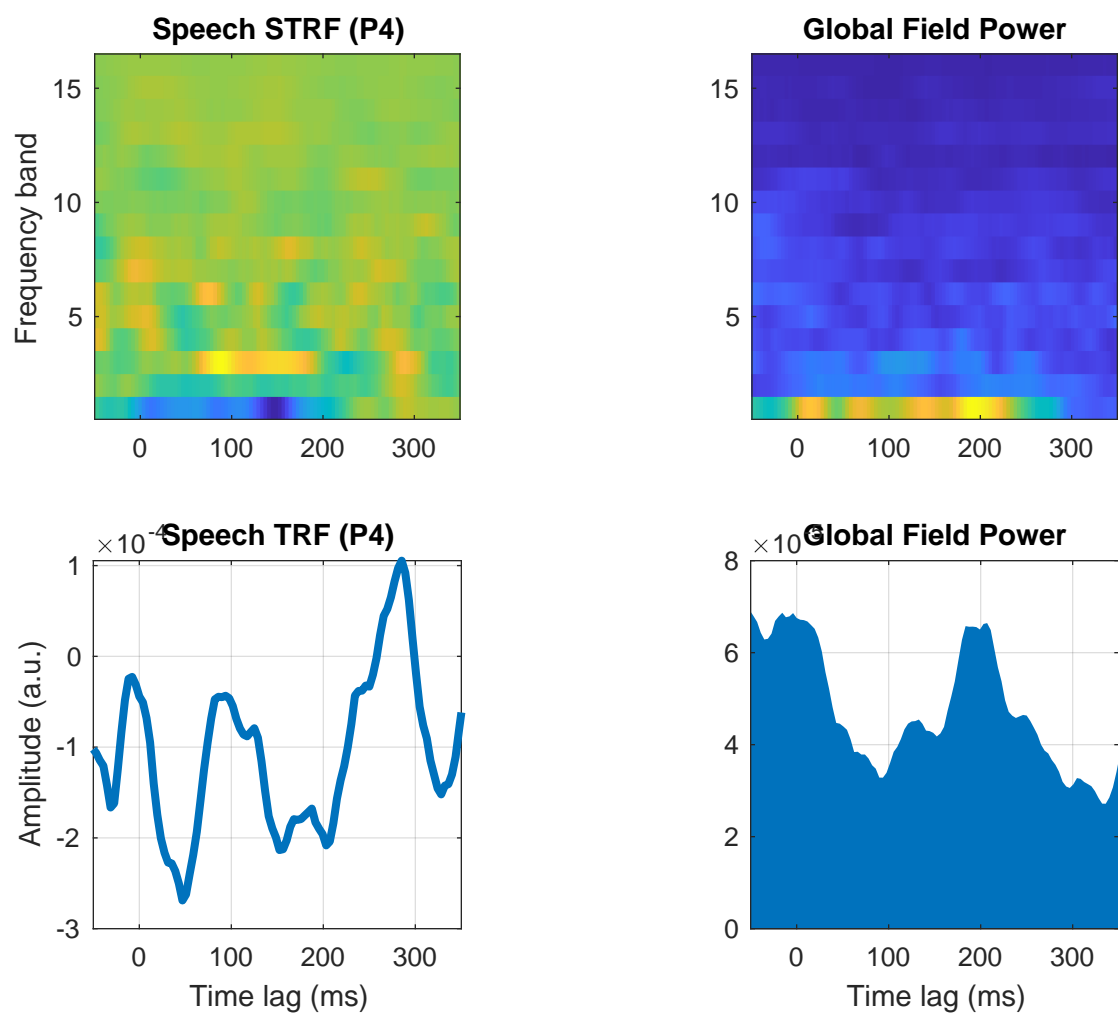 Speech STRF (P4)
Frequency band
15
10
5
0 100 200 300
Global Field Power
15
10
5
0 100 200 300
Speech TRF (P4)
×10-4
Amplitude (a.u.)
1
0
-1
-2
-3
0 100 200 300
Time lag (ms)
Global Field Power
×10-5
8
6
4
2
0
0 100 200 300
Time lag (ms)